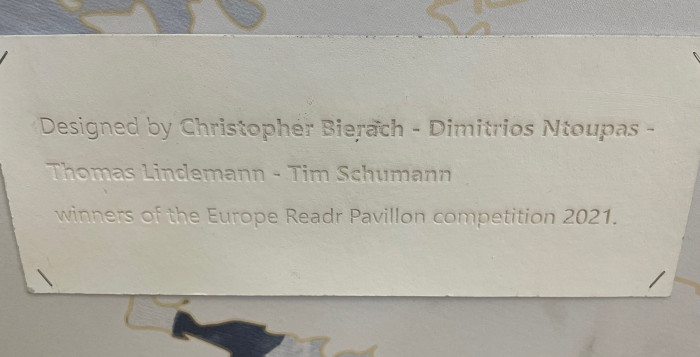 Designed by Christopher Bierach - Dimitrios Ntoupas -
Thomas Lindemann - Tim Schumann
winners of the Europe Readr Pavillon competition 2021.